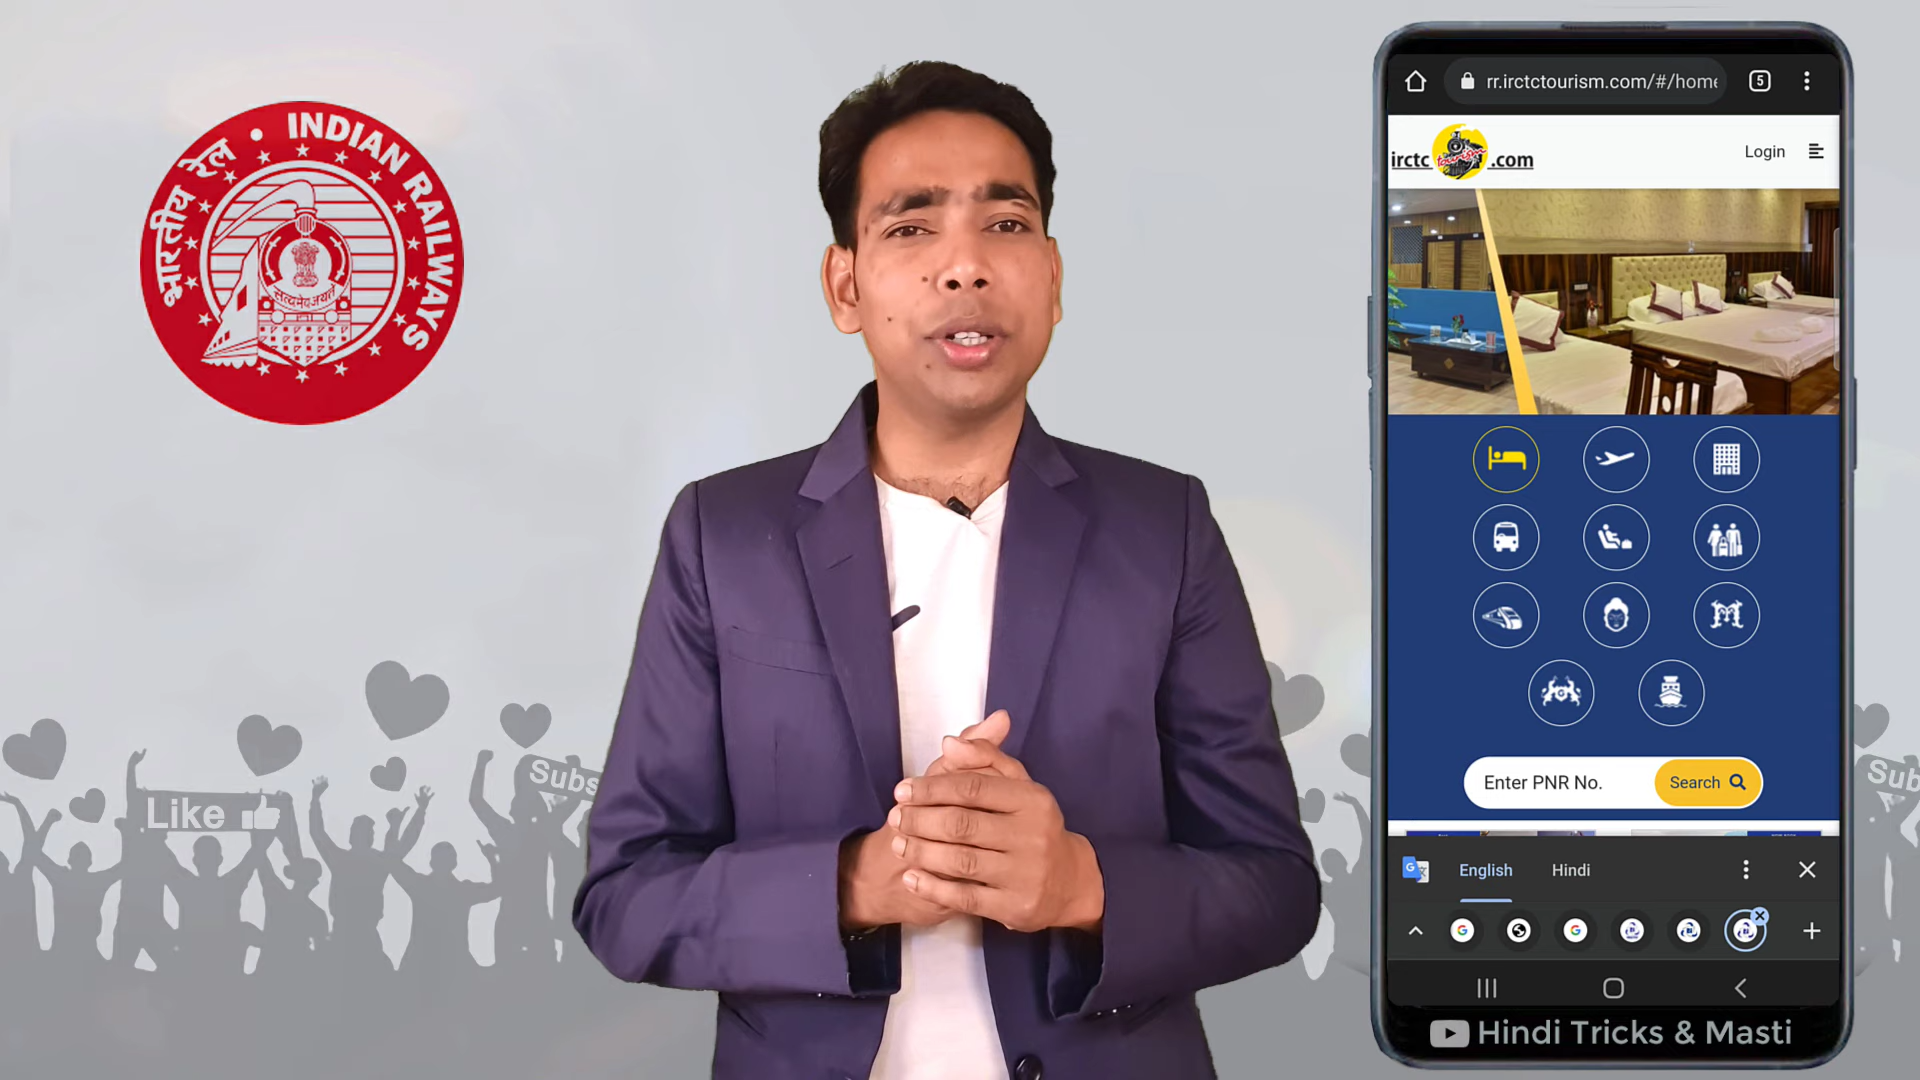 भारतीय रेल • INDIAN RAILWAYS
सत्यमेव जयते
Like
Subs
Sub
rr.irctctourism.com/#/home
5
irctc tourism .com
Login
Enter PNR No.
Search
English
Hindi
Hindi Tricks & Masti